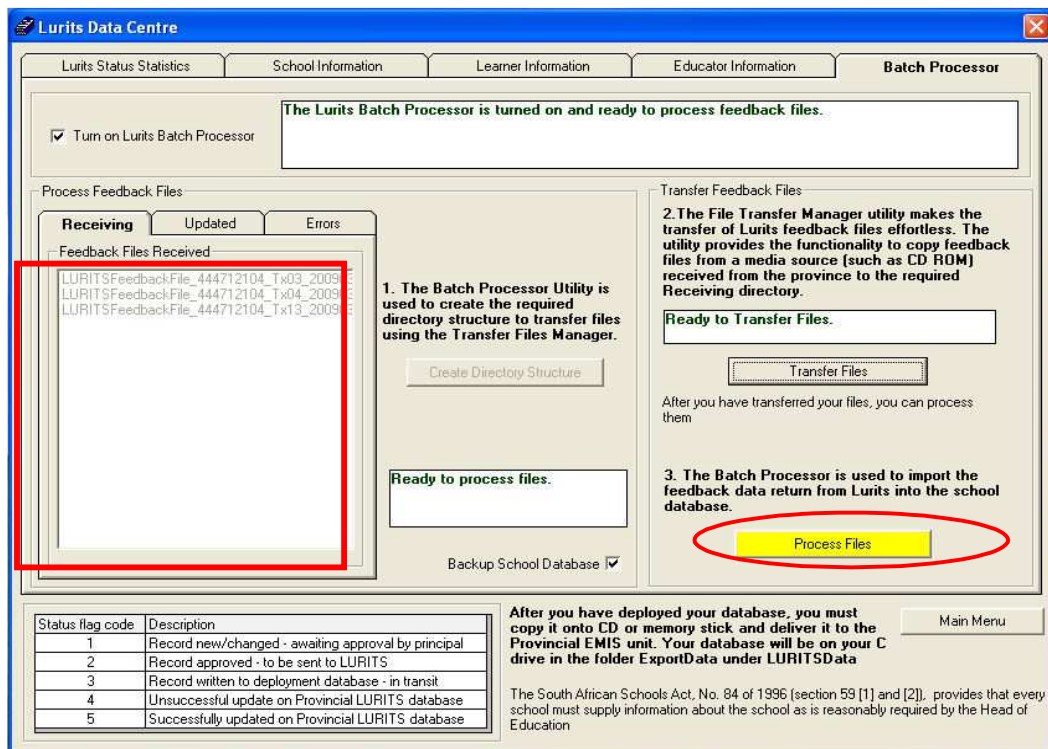 Lurits Data Centre
Lurits Status Statistics
School Information
Learner Information
Educator Information
Batch Processor
Turn on Lurits Batch Processor
The Lurits Batch Processor is turned on and ready to process feedback files.
Process Feedback Files
Receiving
Updated
Errors
Feedback Files Received
LURITSFeedbackFile_444712104_Tx03_2009
LURITSFeedbackFile_444712104_Tx04_2009
LURITSFeedbackFile_444712104_Tx13_2009
1. The Batch Processor Utility is
used to create the required
directory structure to transfer files
using the Transfer Files Manager.
Create Directory Structure
Ready to process files.
Backup School Database
Transfer Feedback Files
2.The File Transfer Manager utility makes the
transfer of Lurits feedback files effortless. The
utility provides the functionality to copy feedback
files from a media source (such as CD ROM)
received from the province to the required
Receiving directory.
Ready to Transfer Files.
Transfer Files
After you have transferred your files, you can process
them
3. The Batch Processor is used to import the
feedback data return from Lurits into the school
database.
Process Files
Status flag code Description
1 Record new/changed - awaiting approval by principal
2 Record approved - to be sent to LURITS
3 Record written to deployment database - in transit
4 Unsuccessful update on Provincial LURITS database
5 Successfully updated on Provincial LURITS database
After you have deployed your database, you must
copy it onto CD or memory stick and deliver it to the
Provincial EMIS unit. Your database will be on your C
drive in the folder ExportData under LURITSData
Main Menu
The South African Schools Act, No. 84 of 1996 (section 59 [1] and [2]), provides that every
school must supply information about the school as is reasonably required by the Head of
Education